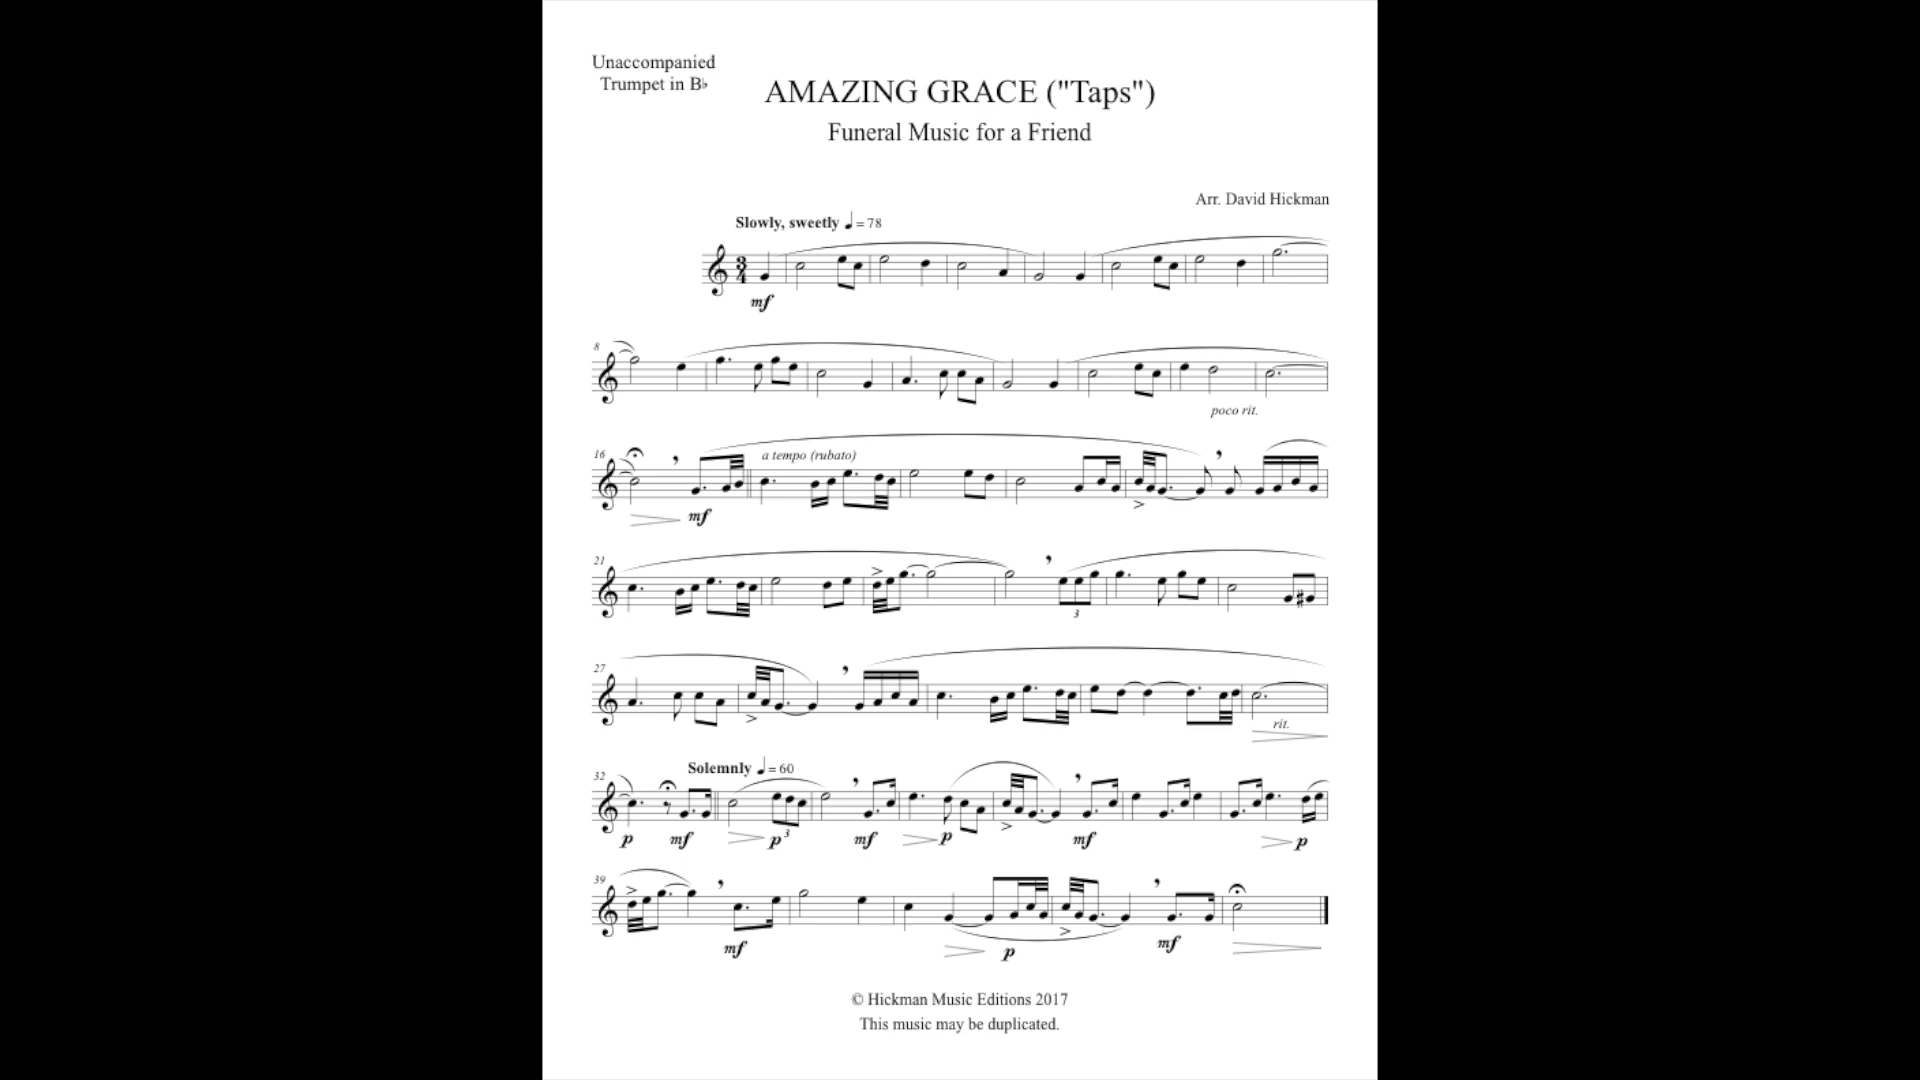 Unaccompanied
Trumpet in B♭
AMAZING GRACE ("Taps")
Funeral Music for a Friend
Arr. David Hickman
Slowly, sweetly ♩ = 78
3
4
mf
8
poco rit.
16
a tempo (rubato)
mf
21
3
27
rit.
32
Solemnly ♩ = 60
p mf p 3 mf p mf p
39
mf p mf
© Hickman Music Editions 2017
This music may be duplicated.